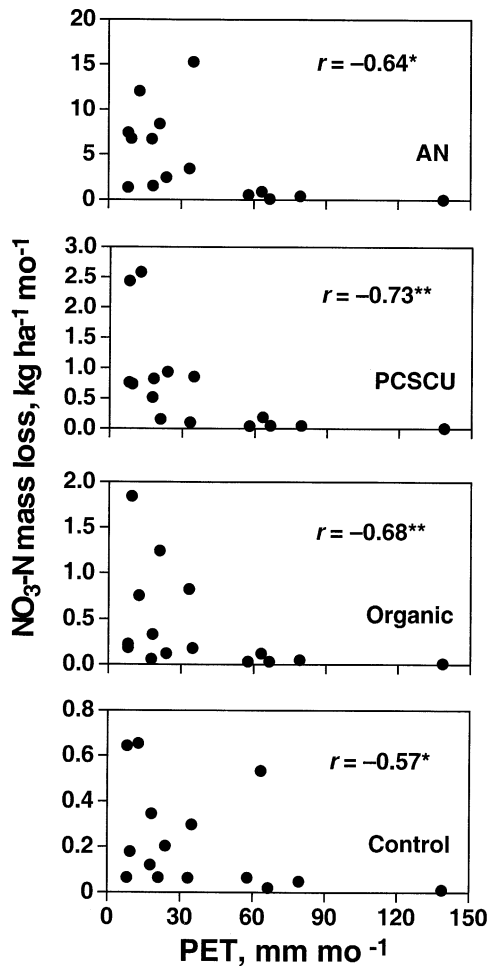 20
15
10
5
0
r = –0.64*
AN
3.0
2.5
2.0
1.5
1.0
0.5
0.0
r = –0.73**
PCSCU
2.0
1.5
1.0
0.5
0.0
r = –0.68**
Organic
0.8
0.6
0.4
0.2
0
r = –0.57*
Control
0 30 60 90 120 150
PET, mm mo⁻¹
NO₃-N mass loss, kg ha⁻¹ mo⁻¹